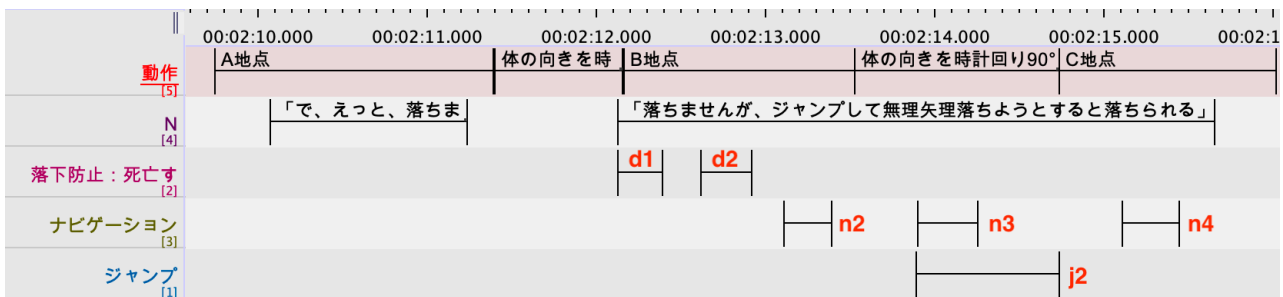 00:02:10.000 00:02:11.000 00:02:12.000 00:02:13.000 00:02:14.000 00:02:15.000 00:02:1
動作 [5] A地点 体の向きを時 B地点 体の向きを時計回り90° C地点
N [4] 「で、えっと、落ちま 「落ちませんが、ジャンプして無理矢理落ちようとすると落ちられる」
落下防止：死亡す [2] d1 d2
ナビゲーション [3] n2 n3 n4
ジャンプ [1] j2